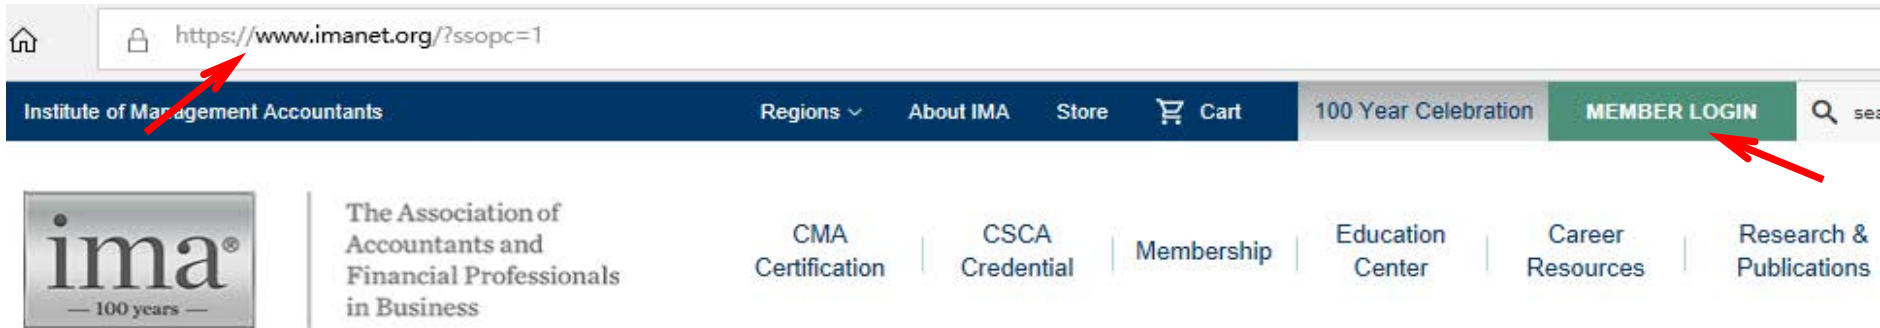 https://www.imanet.org/?ssopc=1
Institute of Management Accountants
Regions
About IMA
Store
Cart
100 Year Celebration
MEMBER LOGIN
ima®
— 100 years —
The Association of
Accountants and
Financial Professionals
in Business
CMA
Certification
CSCA
Credential
Membership
Education
Center
Career
Resources
Research &
Publications